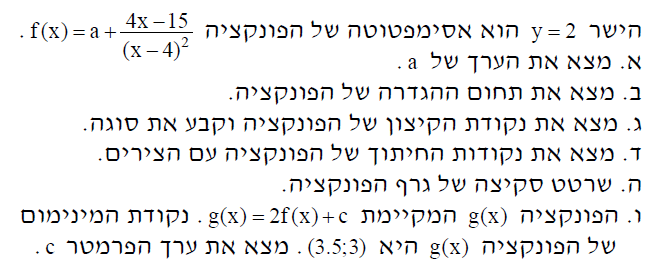 הישר y = 2 הוא אסימפטוטה של הפונקציה f(x) = a + \frac{4x-15}{(x-4)^2} .
א. מצא את הערך של a .
ב. מצא את תחום ההגדרה של הפונקציה.
ג. מצא את נקודת הקיצון של הפונקציה וקבע את סוגה.
ד. מצא את נקודות החיתוך של הפונקציה עם הצירים.
ה. שרטט סקיצה של גרף הפונקציה.
ו. הפונקציה g(x) המקיימת g(x) = 2f(x)+c . נקודת המינימום
של הפונקציה g(x) היא (3.5;3) . מצא את ערך הפרמטר c .